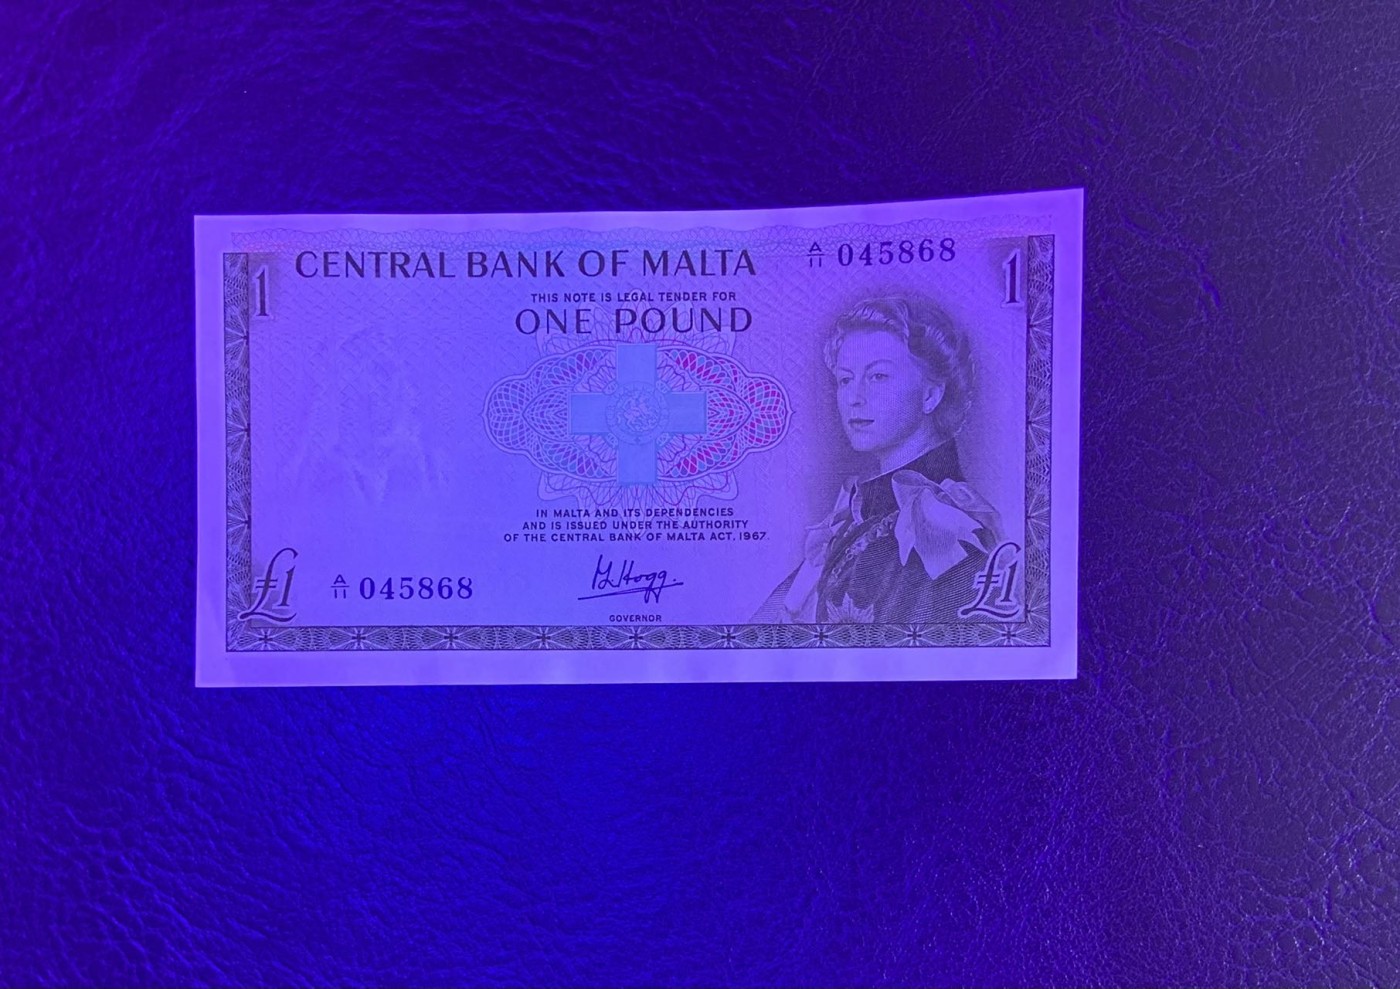 CENTRAL BANK OF MALTA
A/11 045868
1
1
THIS NOTE IS LEGAL TENDER FOR
ONE POUND
IN MALTA AND ITS DEPENDENCIES
AND IS ISSUED UNDER THE AUTHORITY
OF THE CENTRAL BANK OF MALTA ACT, 1967.
£1
A/11 045868
P.L. Hogg.
£1
GOVERNOR